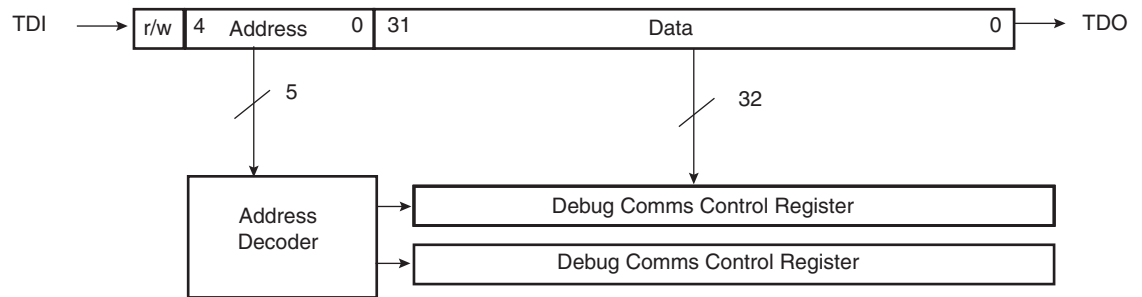 TDI r/w 4 Address 0 31 Data 0 TDO
5
32
Address
Decoder
Debug Comms Control Register
Debug Comms Control Register